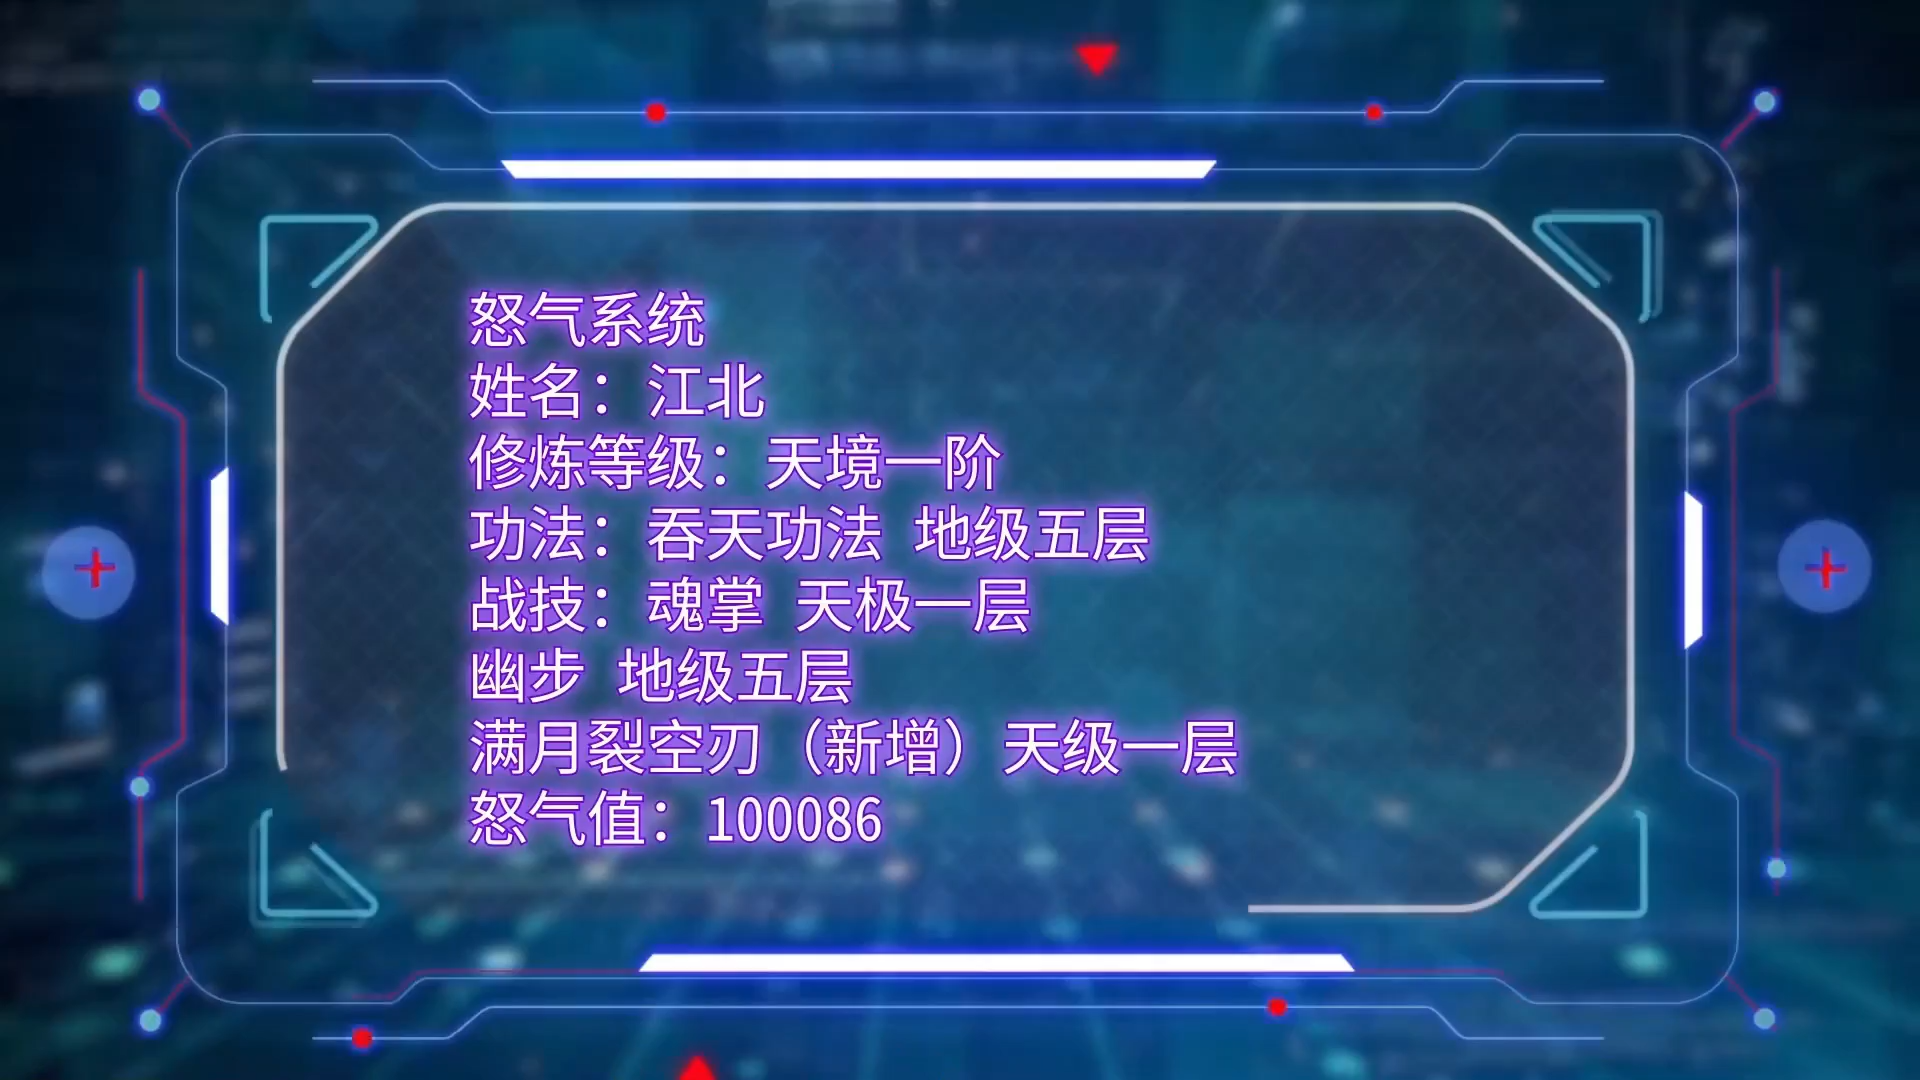 怒气系统
姓名：江北
修炼等级：天境一阶
功法：吞天功法 地级五层
战技：魂掌 天极一层
幽步 地级五层
满月裂空刃（新增）天级一层
怒气值：100086